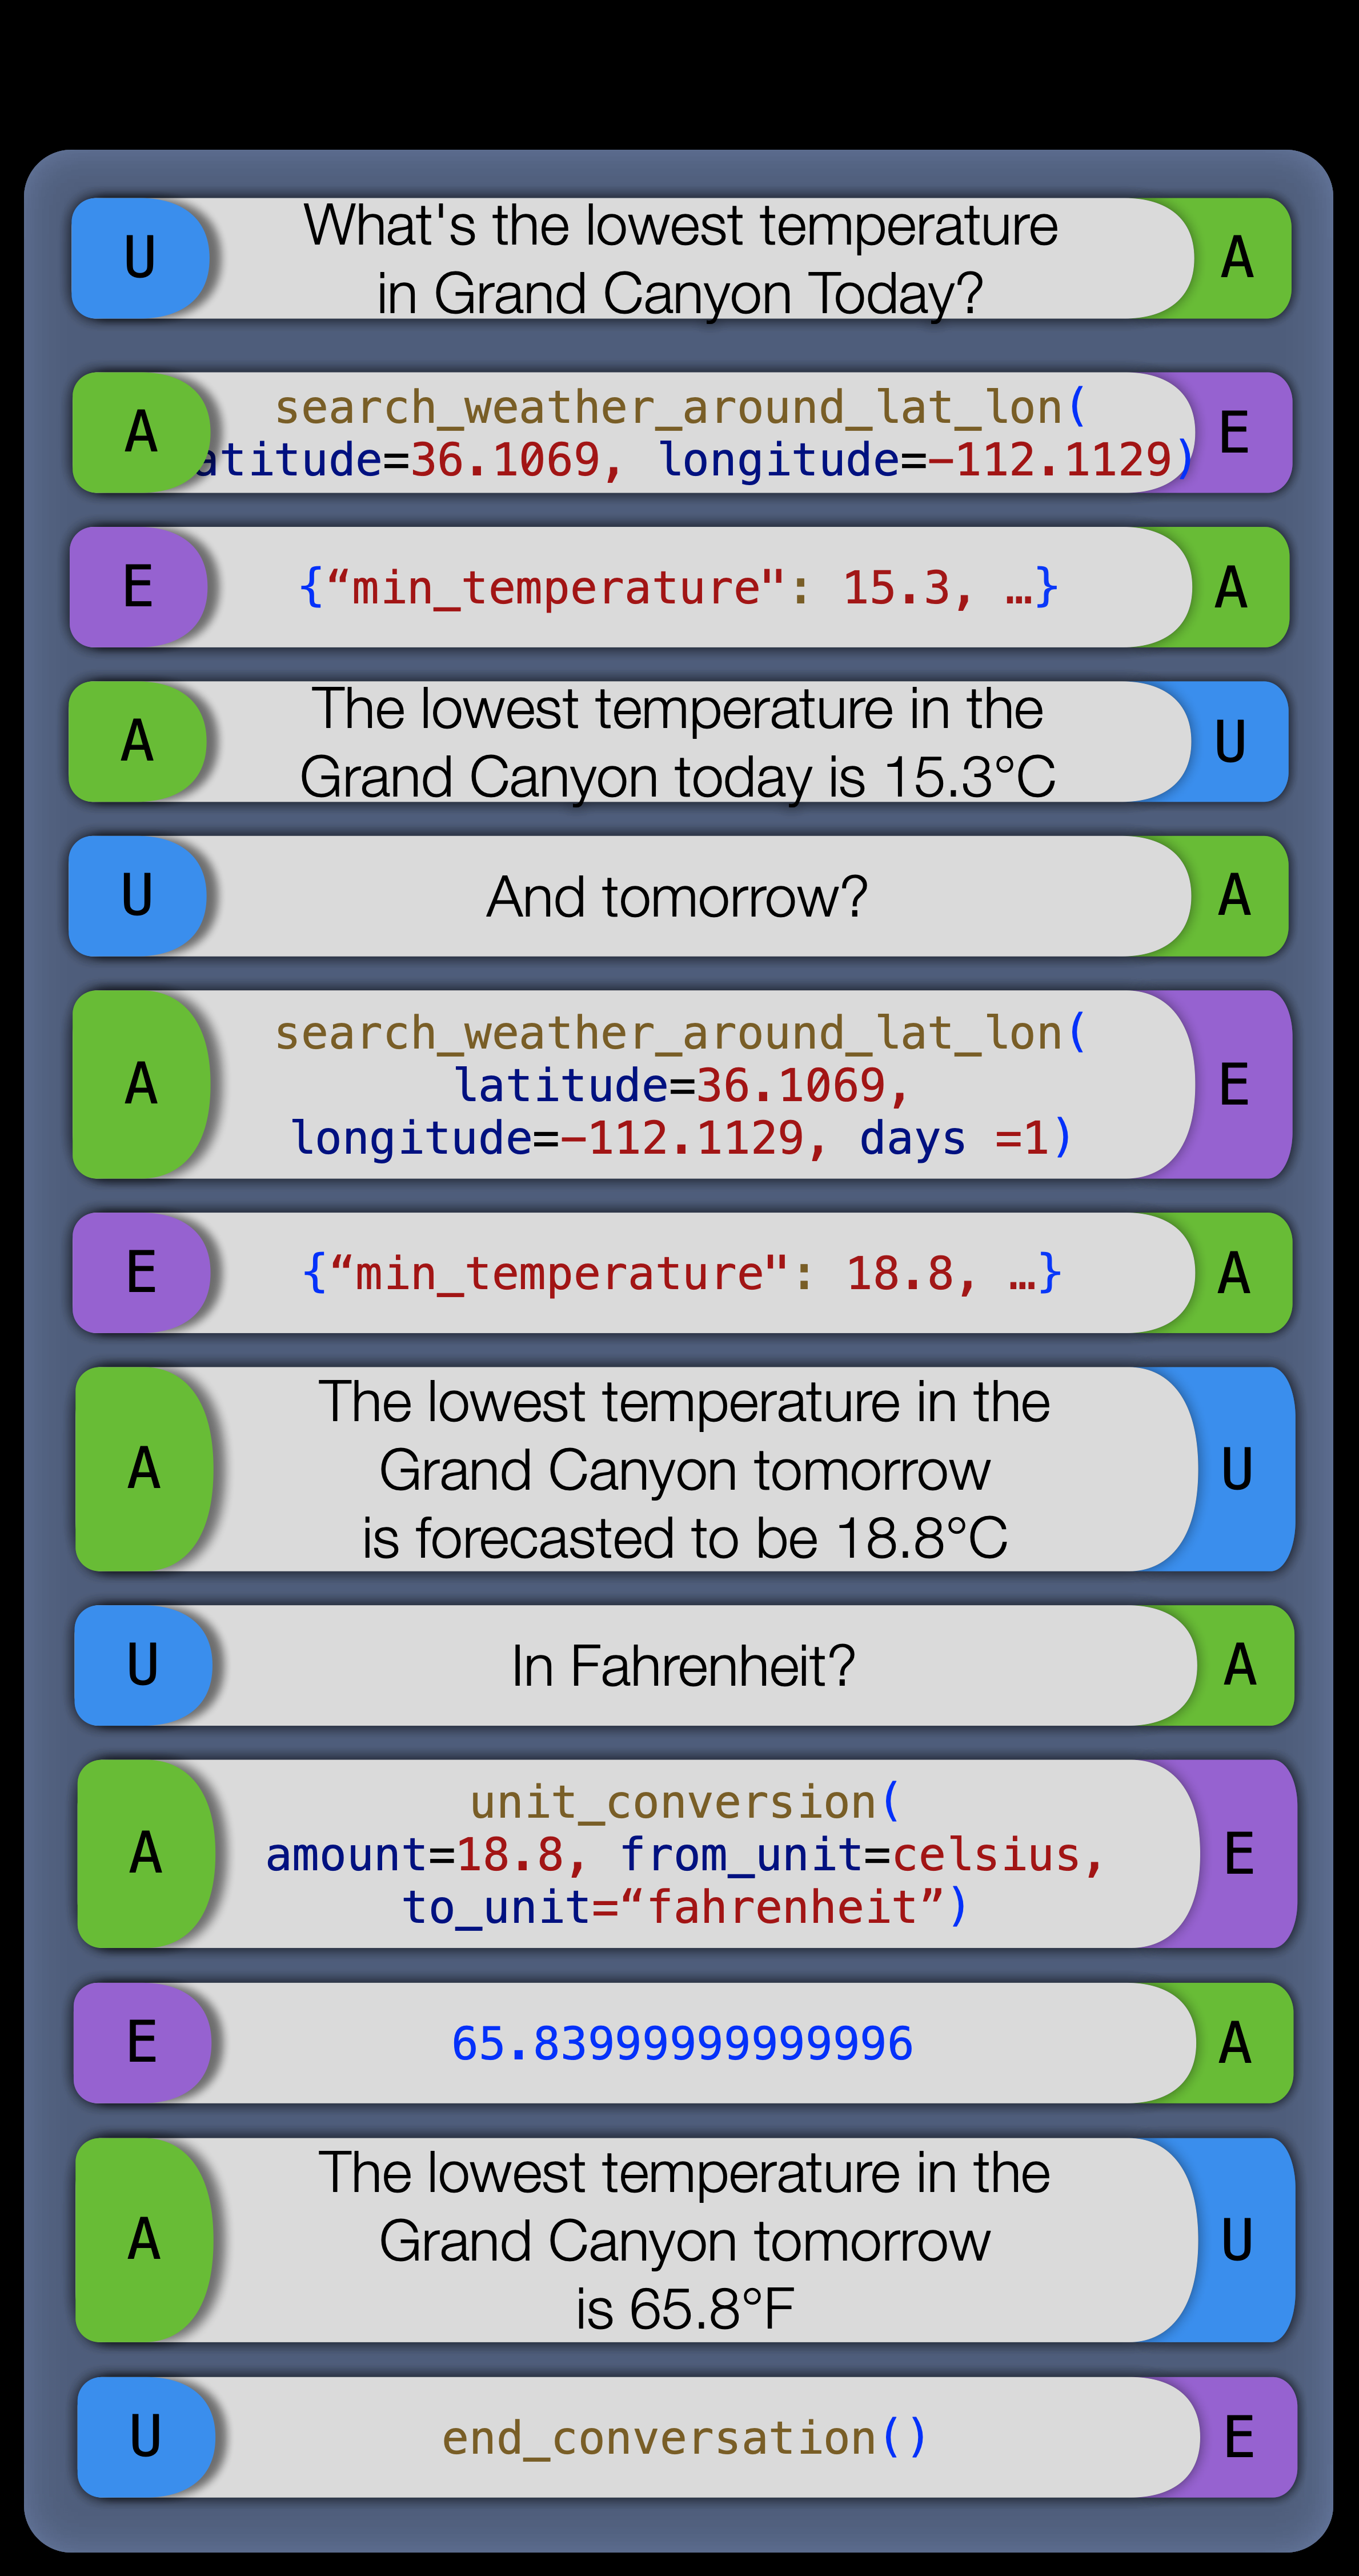 U What's the lowest temperature A
in Grand Canyon Today?
A search_weather_around_lat_lon( E
atitude=36.1069, longitude=-112.1129)
E {“min_temperature": 15.3, …} A
A The lowest temperature in the U
Grand Canyon today is 15.3°C
U And tomorrow? A
search_weather_around_lat_lon(
A latitude=36.1069, E
longitude=-112.1129, days =1)
E {“min_temperature": 18.8, …} A
The lowest temperature in the
A Grand Canyon tomorrow U
is forecasted to be 18.8°C
U In Fahrenheit? A
unit_conversion(
A amount=18.8, from_unit=celsius, E
to_unit=“fahrenheit”)
E 65.83999999999996 A
The lowest temperature in the
A Grand Canyon tomorrow U
is 65.8°F
U end_conversation() E